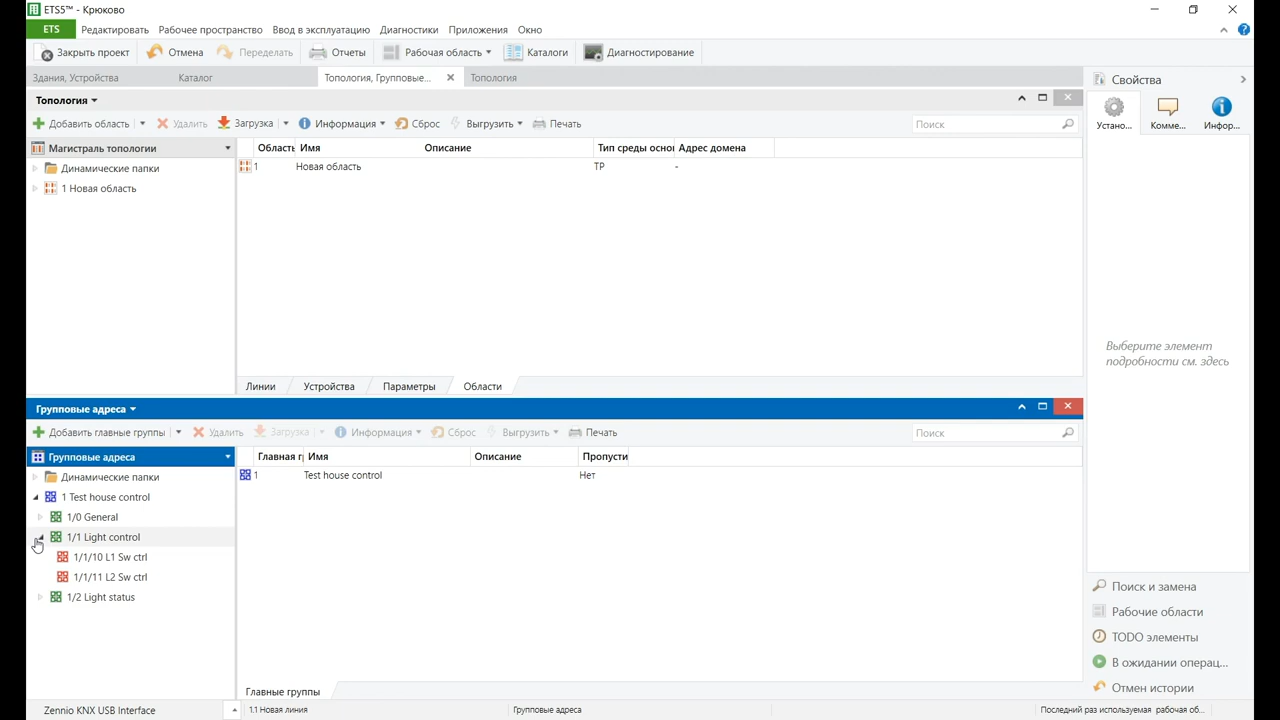 ETS5™ - Крюково
ETS Редактировать Рабочее пространство Ввод в эксплуатацию Диагностики Приложения Окно
Закрыть проект Отмена Переделать Отчеты Рабочая область Каталоги Диагностирование
Здания, Устройства Каталог Топология, Групповые... Топология
Топология
Добавить область Удалить Загрузка Информация Сброс Выгрузить Печать Поиск
Магистраль топологии
Динамические папки
1 Новая область
Область Имя Описание Тип среды осно Адрес домена
1 Новая область TP -
Линии Устройства Параметры Области
Групповые адреса
Добавить главные группы Удалить Загрузка Информация Сброс Выгрузить Печать Поиск
Групповые адреса
Динамические папки
1 Test house control
1/0 General
1/1 Light control
1/1/10 L1 Sw ctrl
1/1/11 L2 Sw ctrl
1/2 Light status
Главная г Имя Описание Пропусти
1 Test house control Нет
Главные группы
Свойства
Устано... Комме... Инфор...
Выберите элемент
подробности см. здесь
Поиск и замена
Рабочие области
TODO элементы
В ожидании операц...
Отмен истории
Zennio KNX USB Interface 1.1 Новая линия Групповые адреса Последний раз используемая рабочая об...